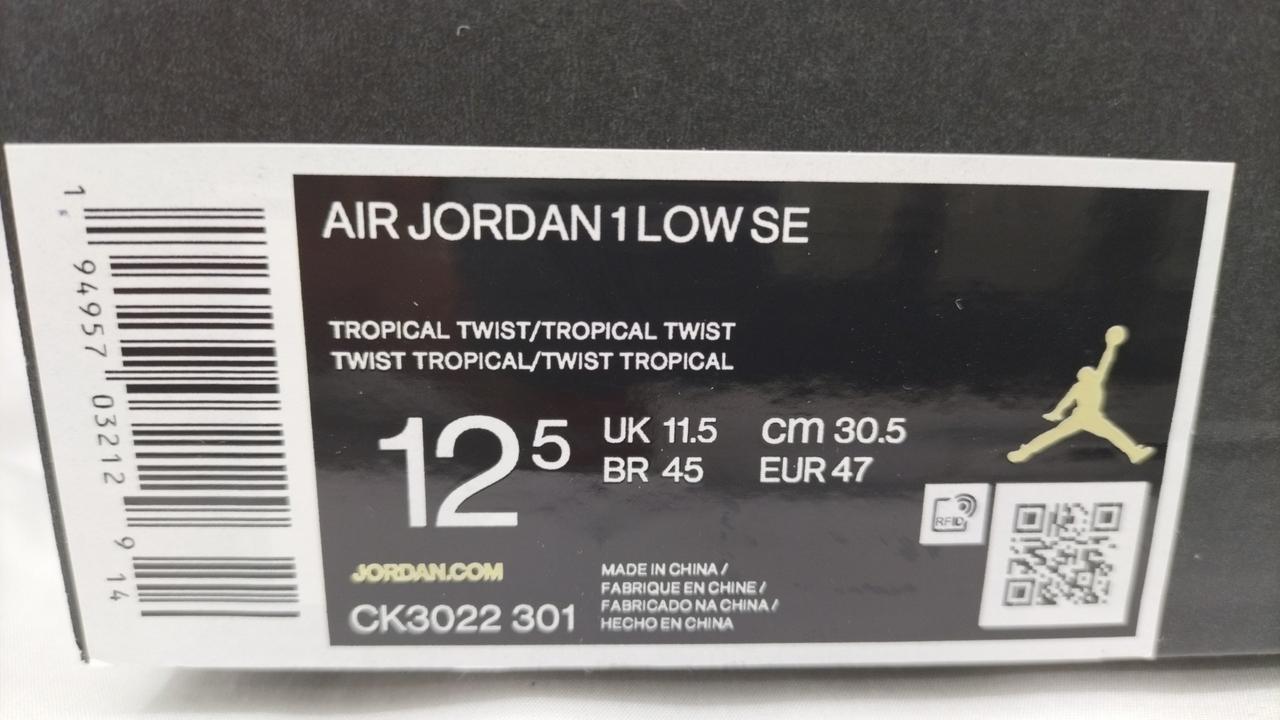 AIR JORDAN 1 LOW SE
TROPICAL TWIST/TROPICAL TWIST
TWIST TROPICAL/TWIST TROPICAL
12 5
UK 11.5 cm 30.5
BR 45 EUR 47
RFID
JORDAN.COM
CK3022 301
MADE IN CHINA /
FABRIQUE EN CHINE /
FABRICADO NA CHINA /
HECHO EN CHINA
1 94957 03212 9 14